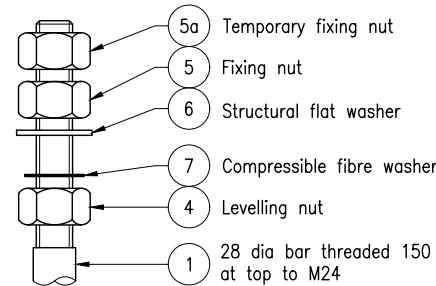 5a Temporary fixing nut
5 Fixing nut
6 Structural flat washer
7 Compressible fibre washer
4 Levelling nut
1 28 dia bar threaded 150
at top to M24